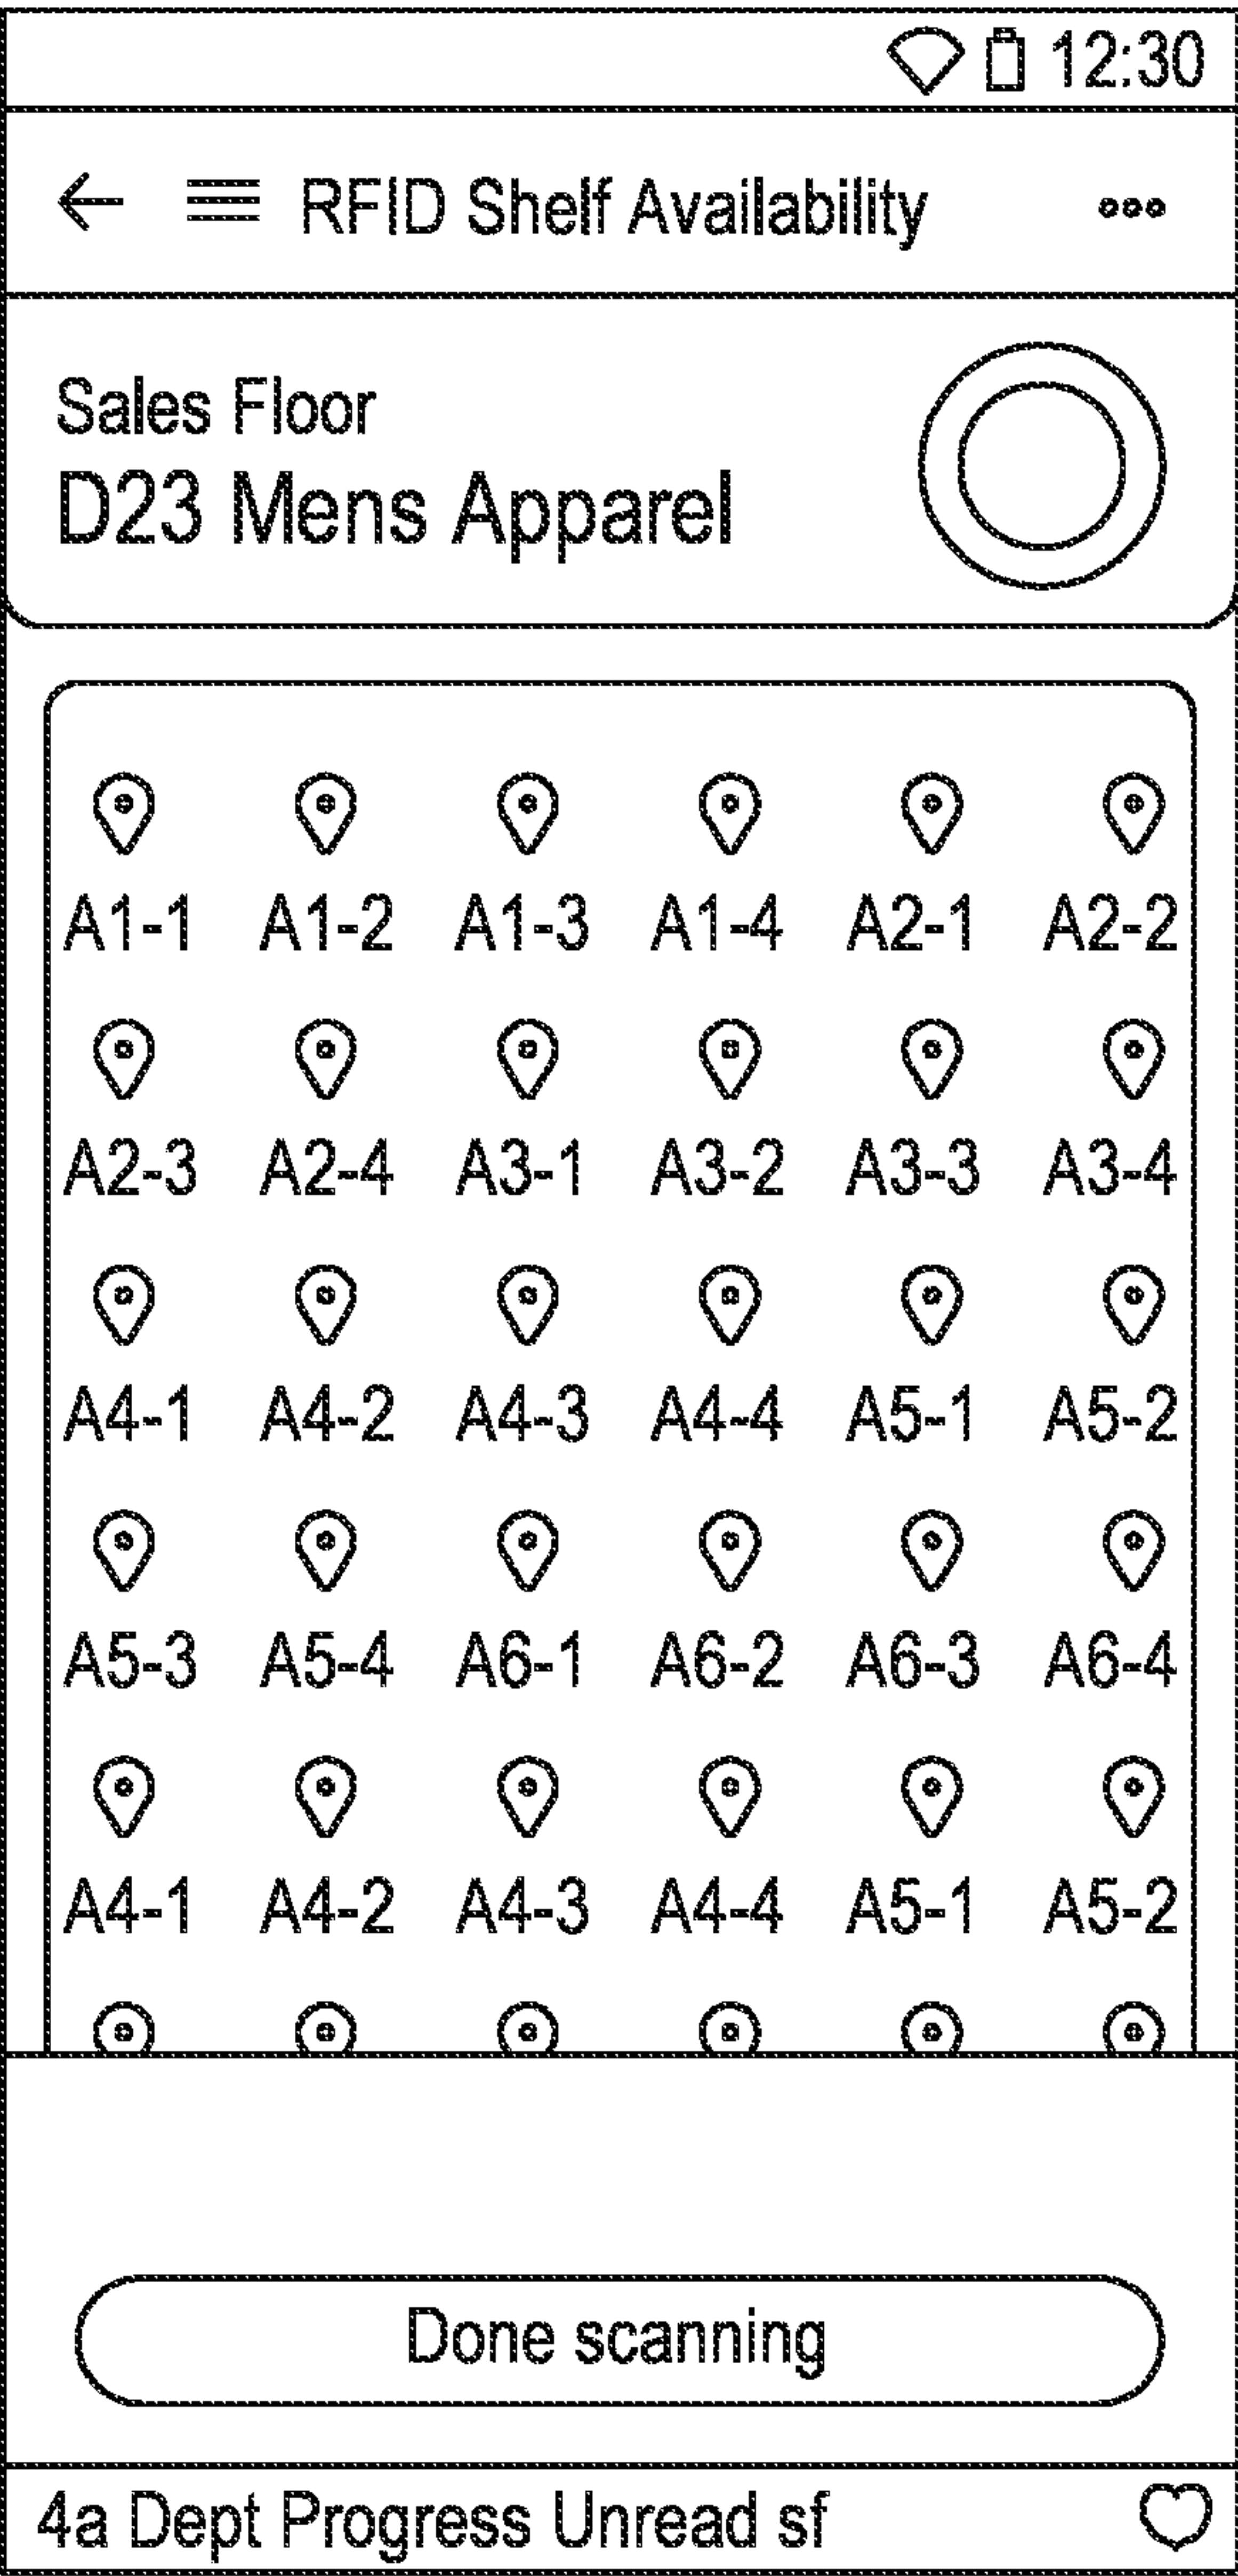 12:30
RFID Shelf Availability
Sales Floor
D23 Mens Apparel
A1-1 A1-2 A1-3 A1-4 A2-1 A2-2
A2-3 A2-4 A3-1 A3-2 A3-3 A3-4
A4-1 A4-2 A4-3 A4-4 A5-1 A5-2
A5-3 A5-4 A6-1 A6-2 A6-3 A6-4
A4-1 A4-2 A4-3 A4-4 A5-1 A5-2
Done scanning
4a Dept Progress Unread sf